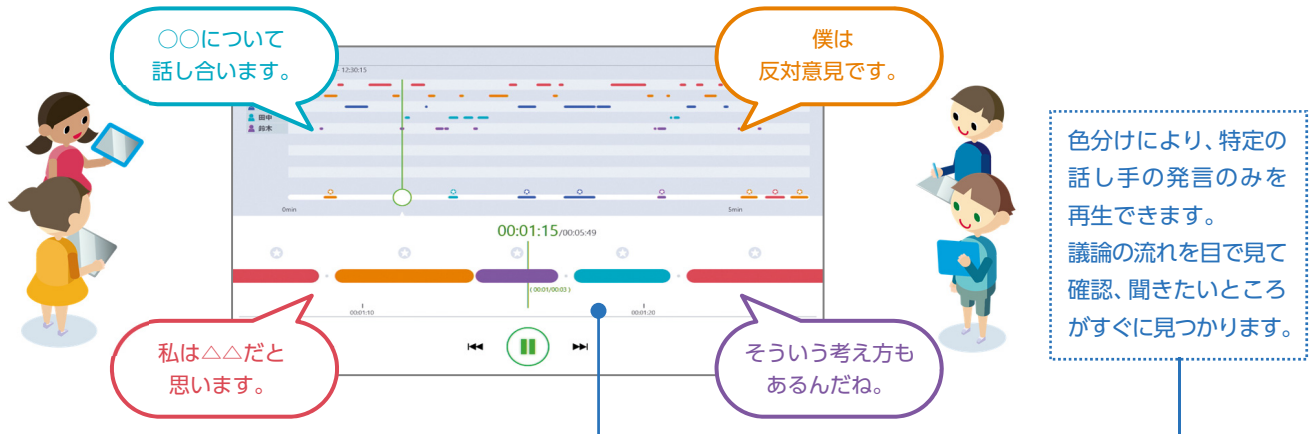 ○○について
話し合います。
僕は
反対意見です。
12:30:15
田中
鈴木
0min
5min
00:01:15/00:05:49
( 00:01/00:03 )
00:01:10
00:01:20
私は△△だと
思います。
そういう考え方も
あるんだね。
色分けにより、特定の
話し手の発言のみを
再生できます。
議論の流れを目で見て
確認、聞きたいところ
がすぐに見つかります。